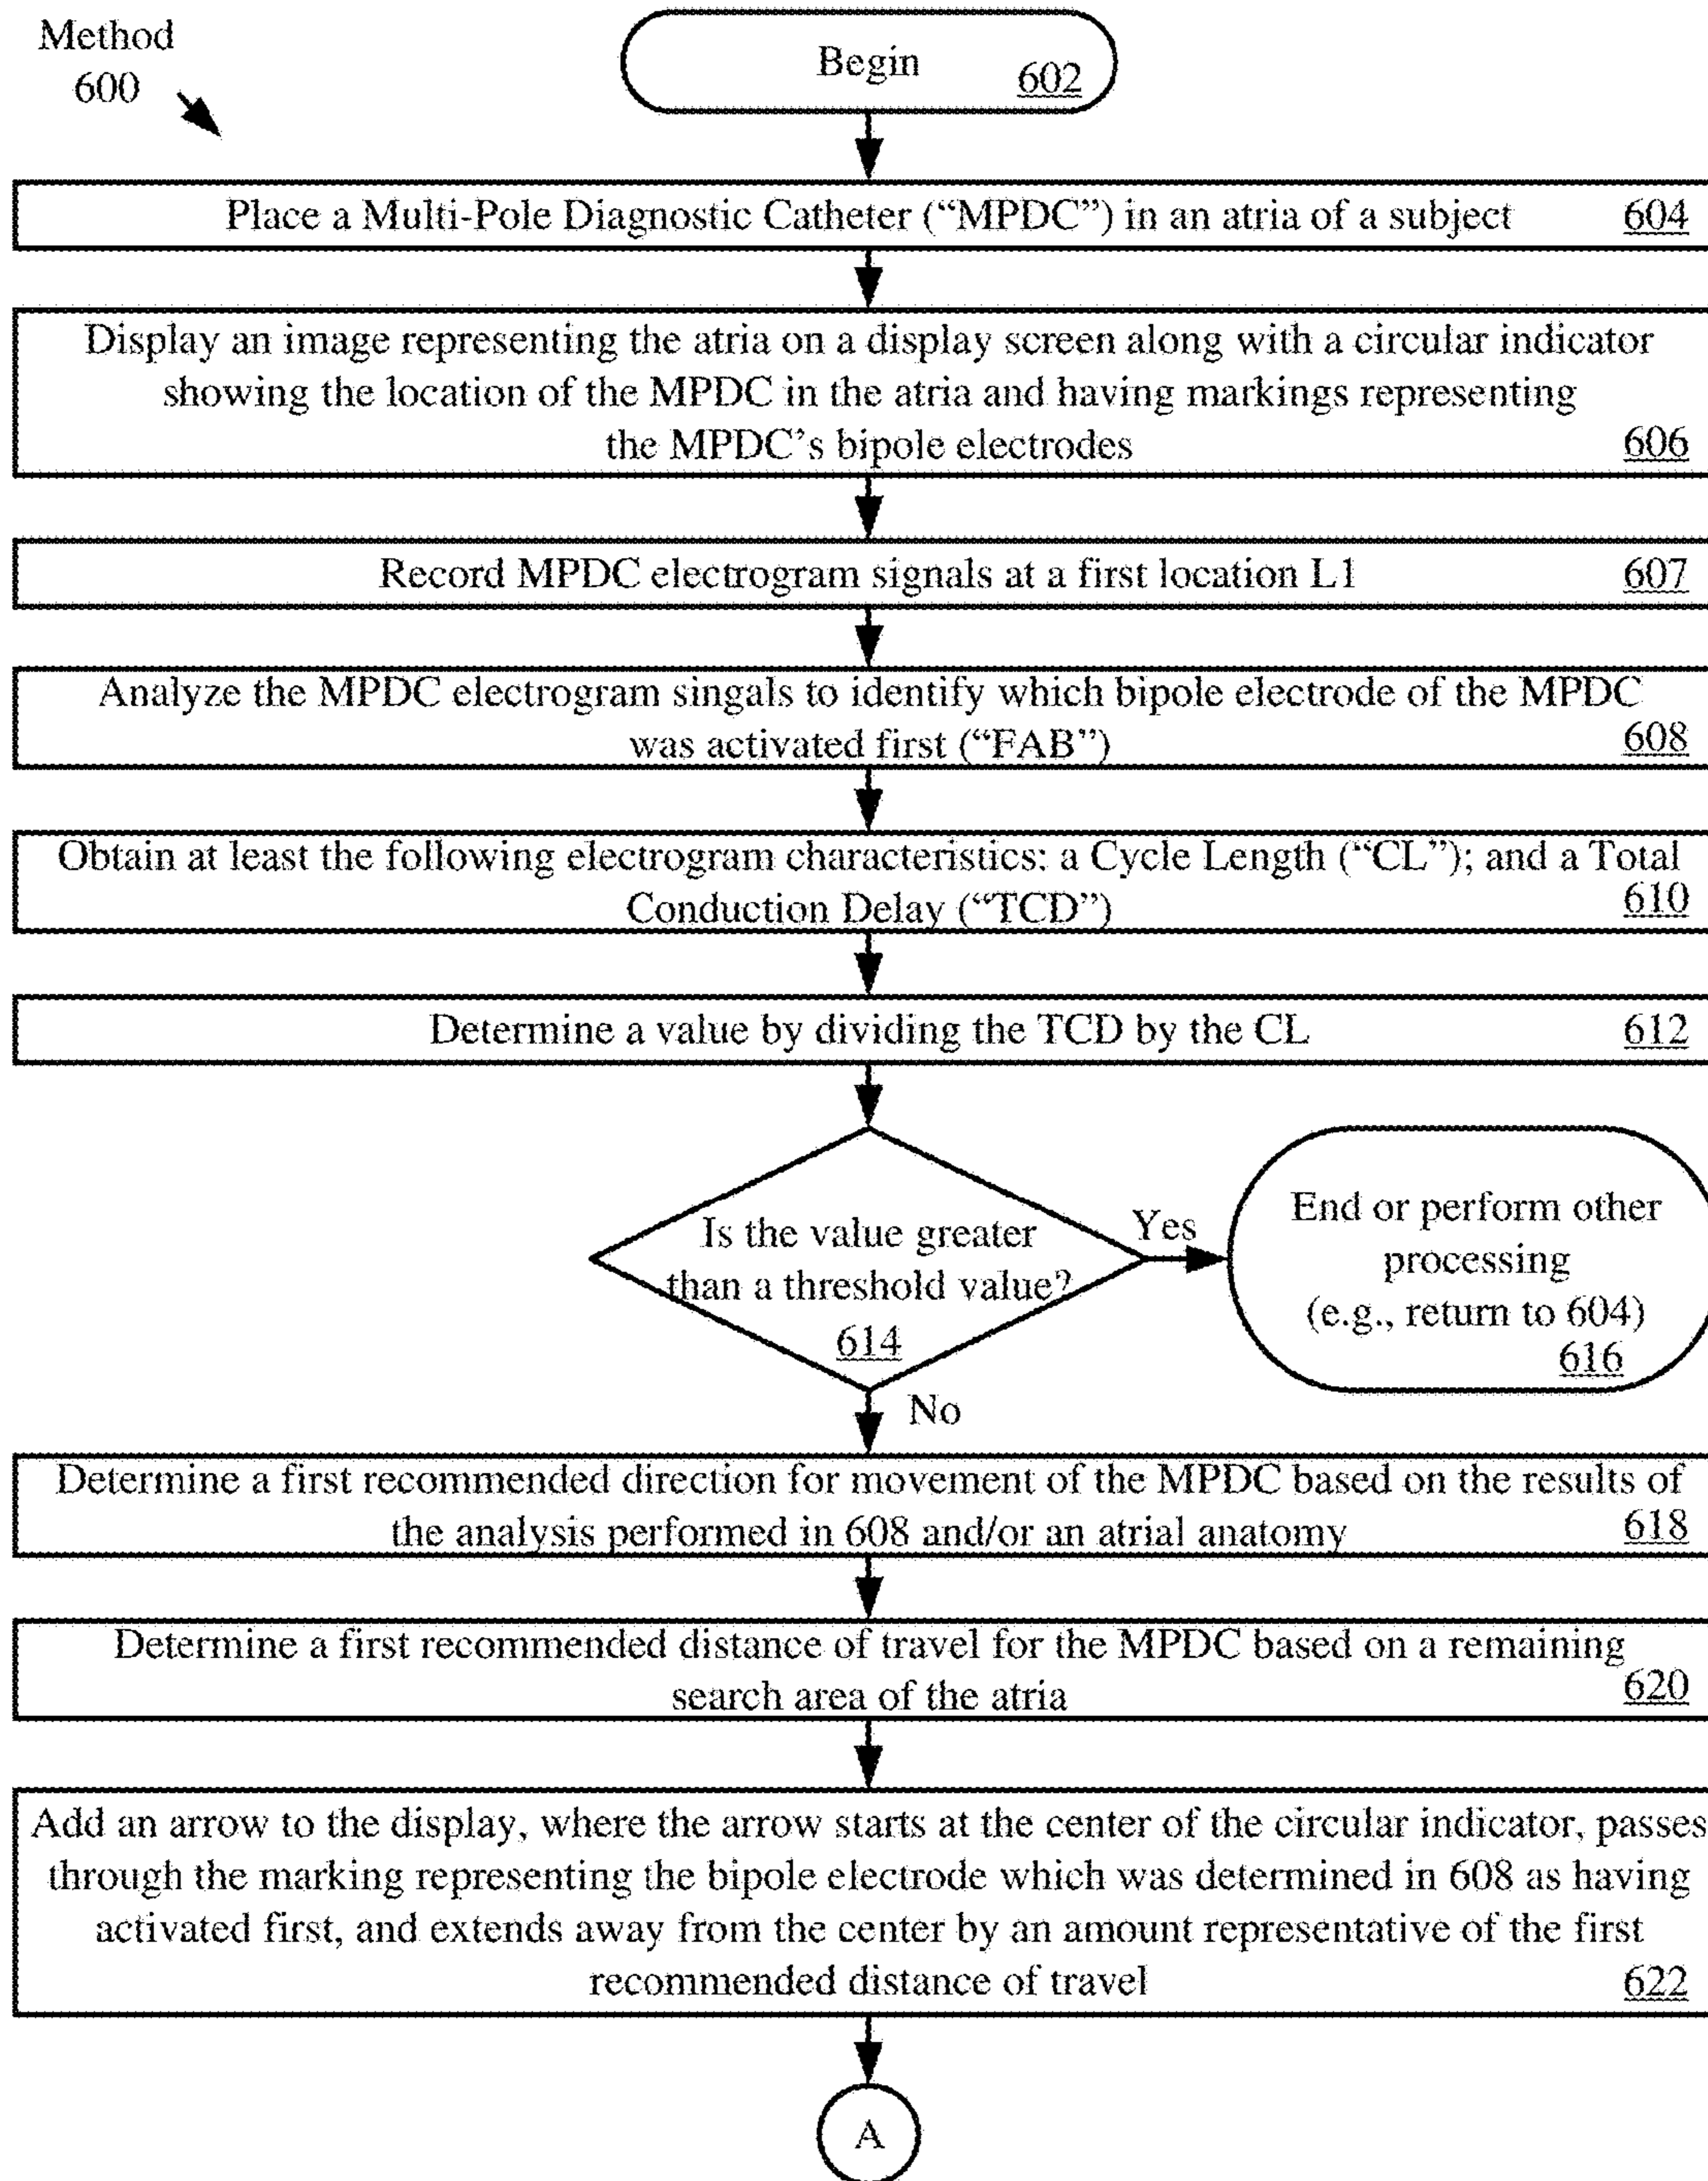 Method
600
Begin
602
Place a Multi-Pole Diagnostic Catheter (“MPDC”) in an atria of a subject
604
Display an image representing the atria on a display screen along with a circular indicator
showing the location of the MPDC in the atria and having markings representing
the MPDC’s bipole electrodes
606
Record MPDC electrogram signals at a first location L1
607
Analyze the MPDC electrogram singals to identify which bipole electrode of the MPDC
was activated first (“FAB”)
608
Obtain at least the following electrogram characteristics: a Cycle Length (“CL”); and a Total
Conduction Delay (“TCD”)
610
Determine a value by dividing the TCD by the CL
612
Is the value greater
than a threshold value?
614
Yes
End or perform other
processing
(e.g., return to 604)
616
No
Determine a first recommended direction for movement of the MPDC based on the results of
the analysis performed in 608 and/or an atrial anatomy
618
Determine a first recommended distance of travel for the MPDC based on a remaining
search area of the atria
620
Add an arrow to the display, where the arrow starts at the center of the circular indicator, passes
through the marking representing the bipole electrode which was determined in 608 as having
activated first, and extends away from the center by an amount representative of the first
recommended distance of travel
622
A